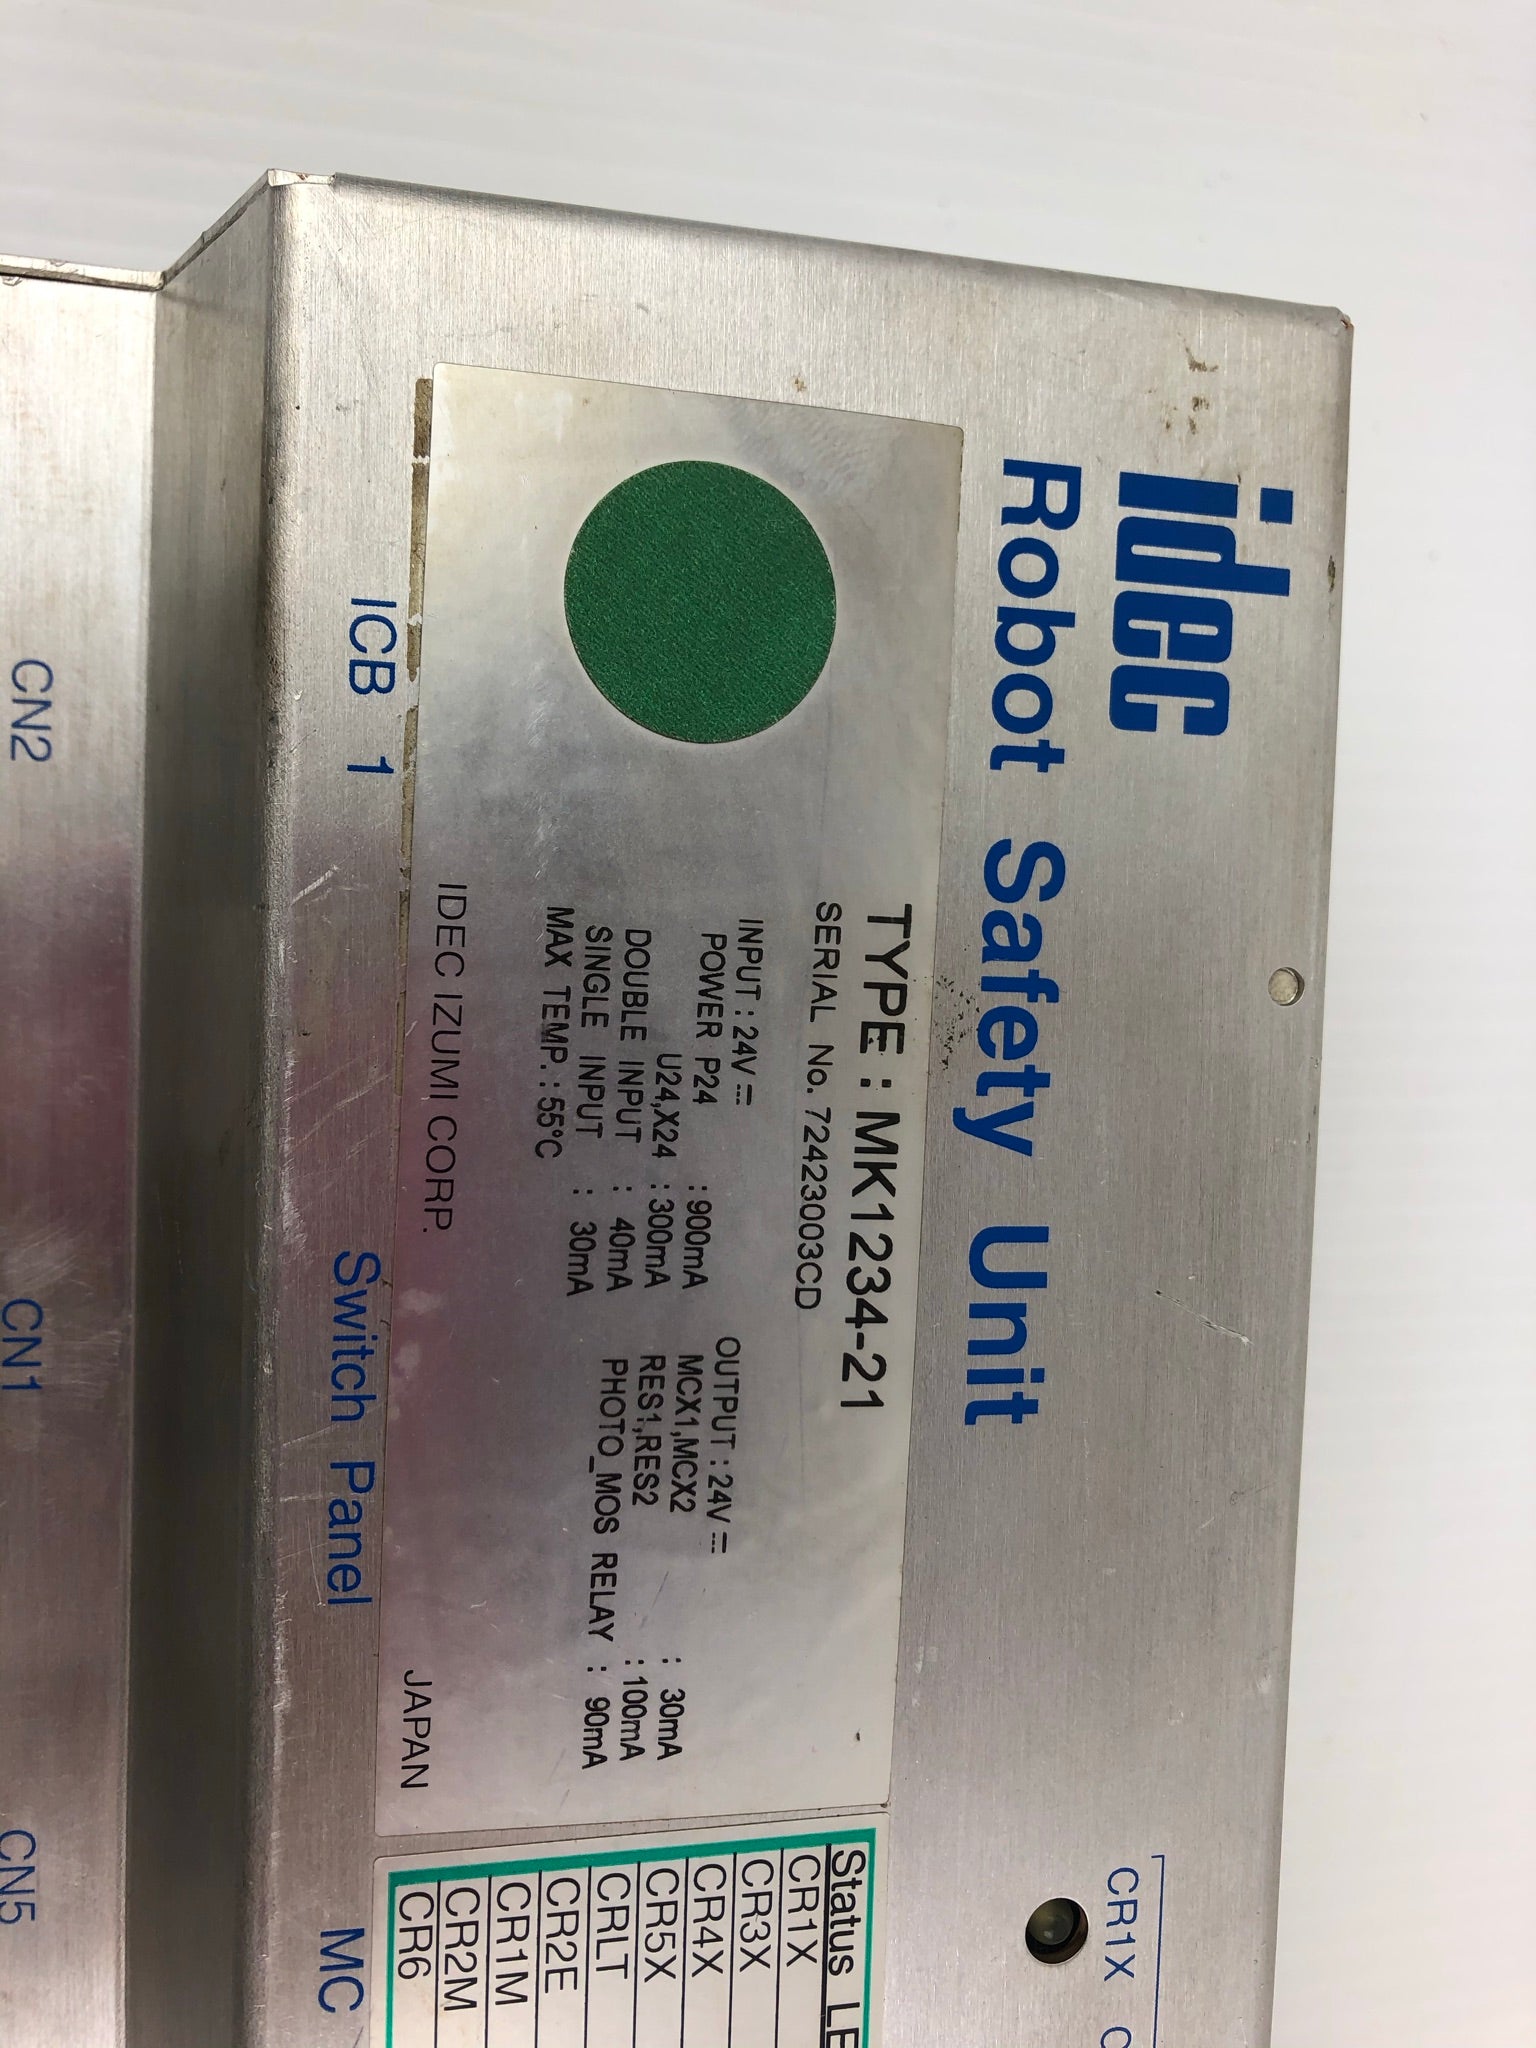 idec
Robot Safety Unit
TYPE : MK1234-21
SERIAL No. 72423003CD
INPUT : 24V
POWER P24 : 900mA
U24,X24 : 300mA
DOUBLE INPUT : 40mA
SINGLE INPUT : 30mA
MAX TEMP. : 55°C
OUTPUT : 24V
MCX1,MCX2 : 30mA
RES1,RES2 : 100mA
PHOTO_MOS RELAY : 90mA
IDEC IZUMI CORP. JAPAN
CR1X
Status LE
CR1X
CR3X
CR4X
CR5X
CRLT
CR2E
CR1M
CR2M
CR6
ICB 1 Switch Panel MC
CN2 CN1 CN5